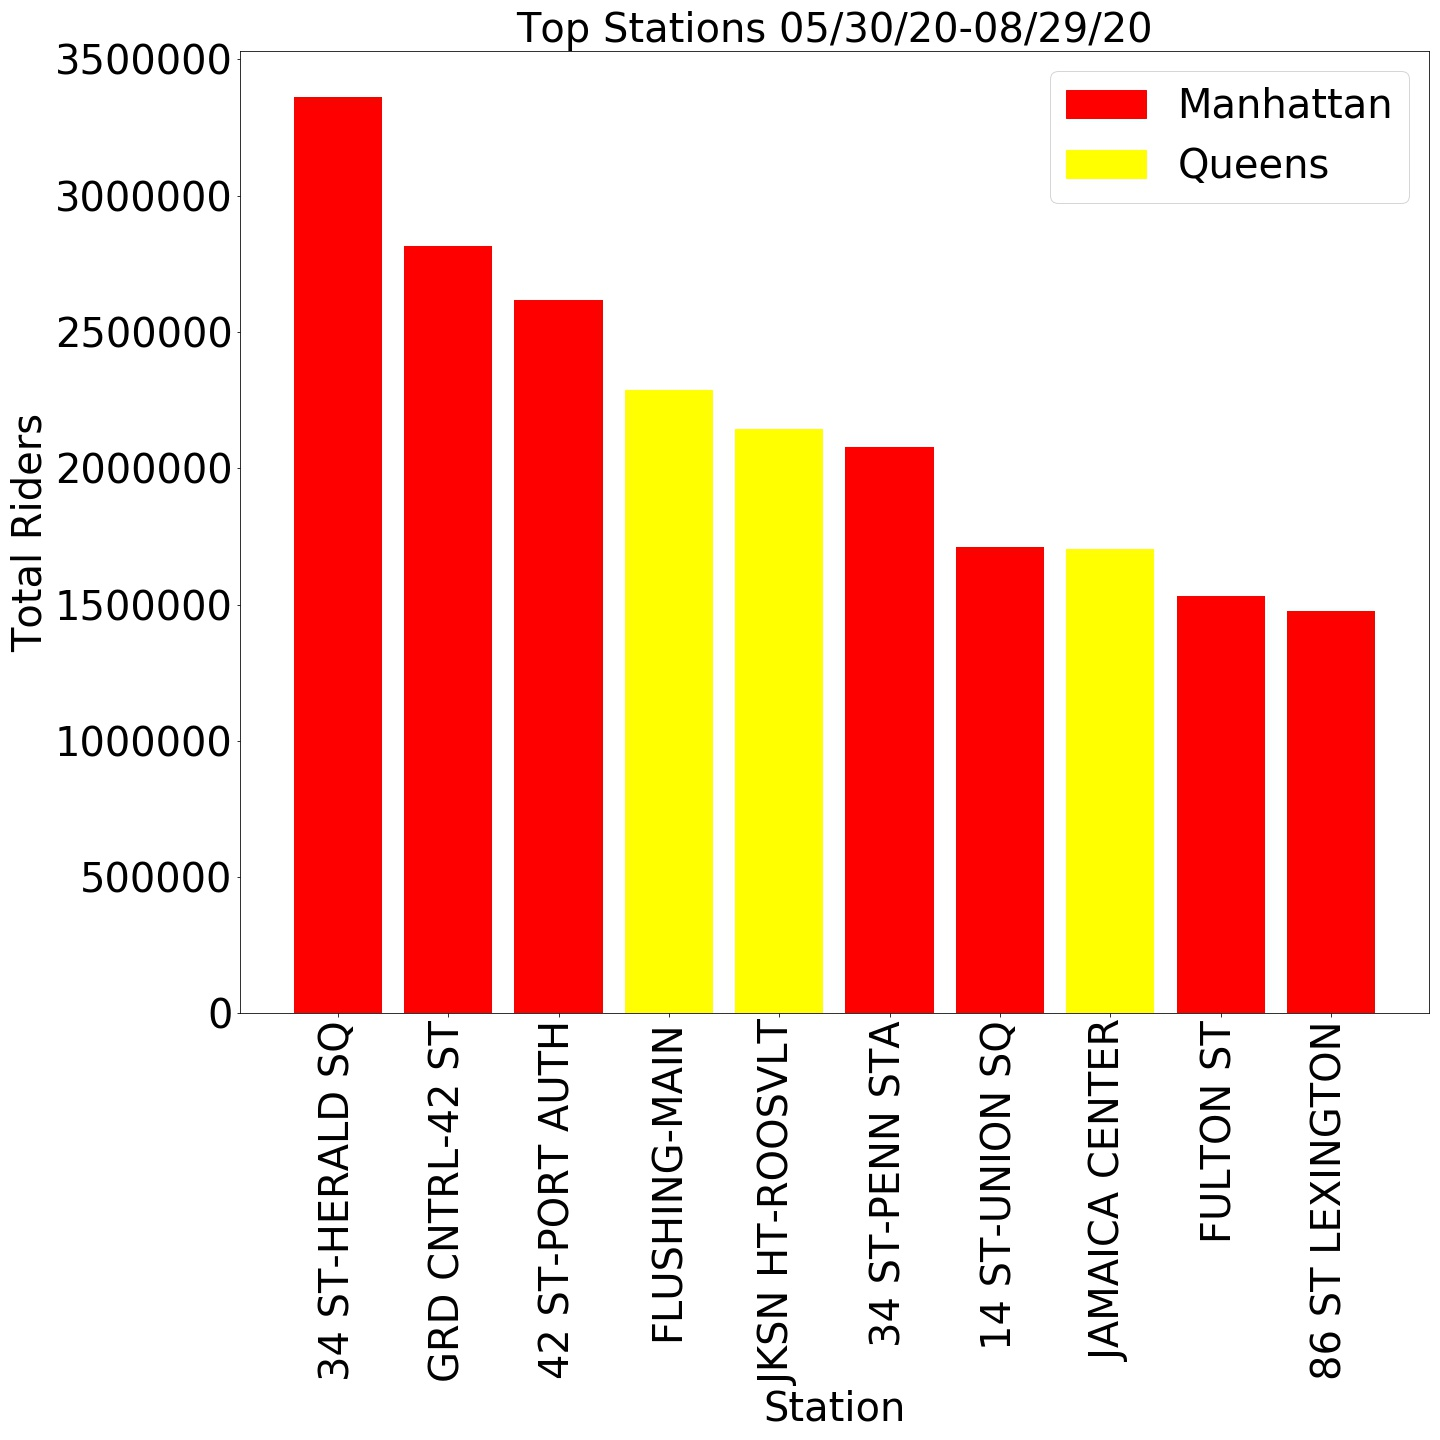 Top Stations 05/30/20-08/29/20
Manhattan
Queens
Total Riders
3500000
3000000
2500000
2000000
1500000
1000000
500000
0
34 ST-HERALD SQ
GRD CNTRL-42 ST
42 ST-PORT AUTH
FLUSHING-MAIN
JKSN HT-ROOSVLT
34 ST-PENN STA
14 ST-UNION SQ
JAMAICA CENTER
FULTON ST
86 ST LEXINGTON
Station